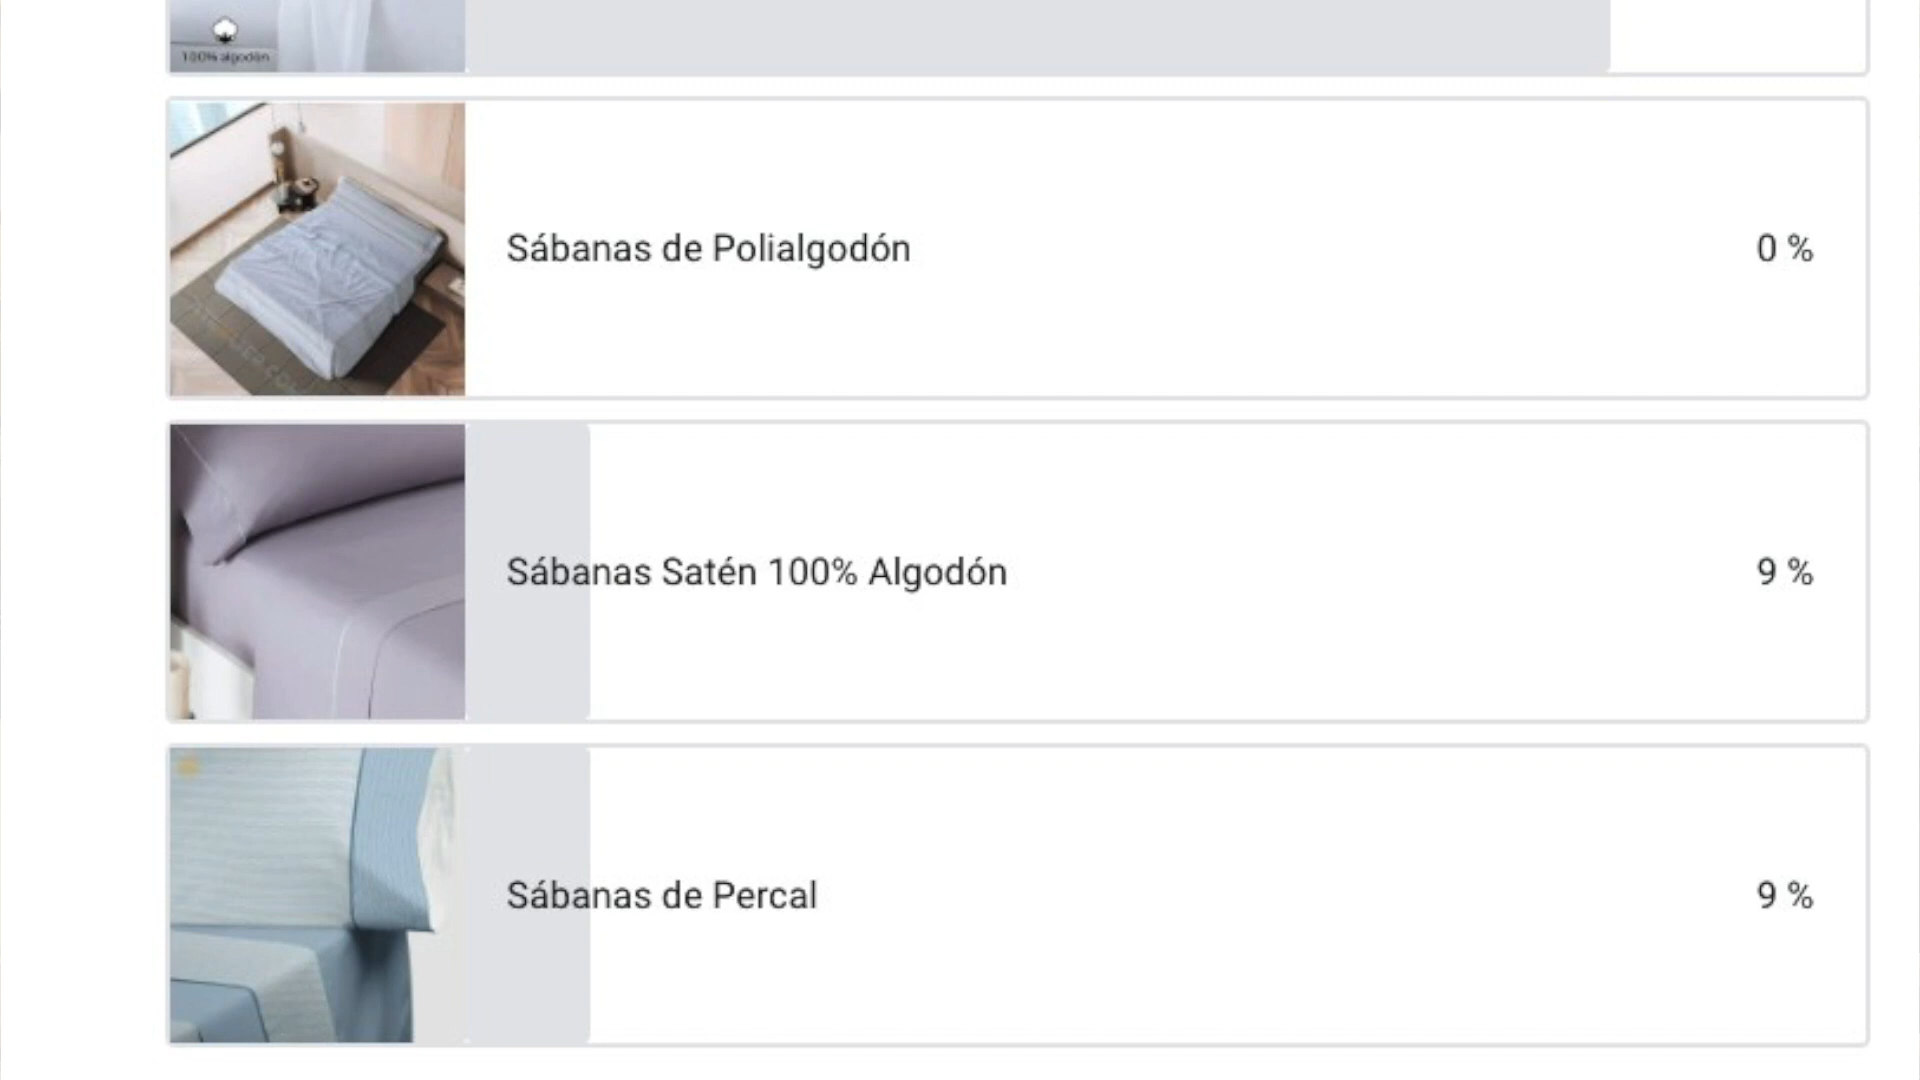 100% algodón
Sábanas de Polialgodón
0 %
Sábanas Satén 100% Algodón
9 %
Sábanas de Percal
9 %